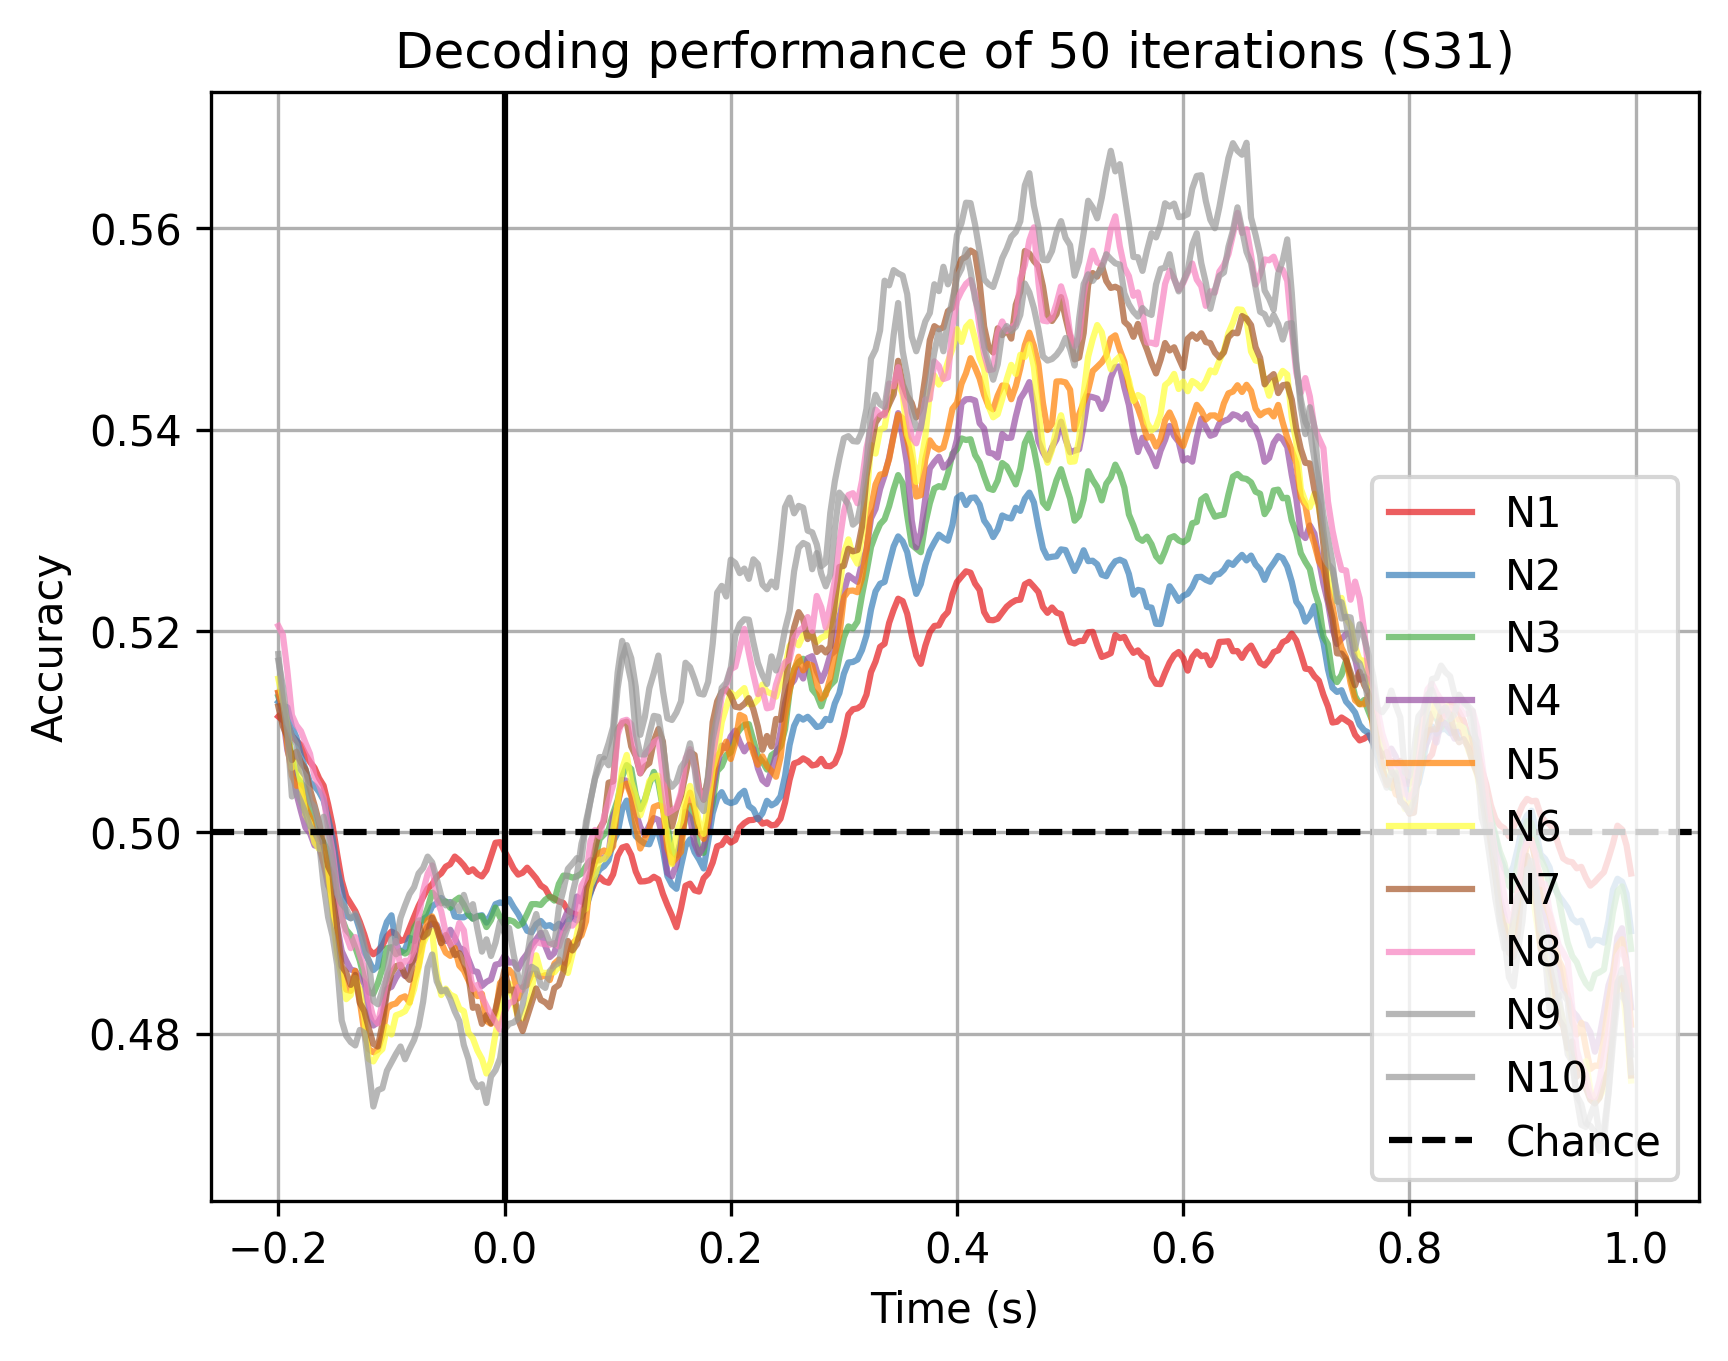 Decoding performance of 50 iterations (S31)
Accuracy
0.56
0.54
0.52
0.50
0.48
−0.2
0.0
0.2
0.4
0.6
0.8
1.0
Time (s)
N1
N2
N3
N4
N5
N6
N7
N8
N9
N10
Chance